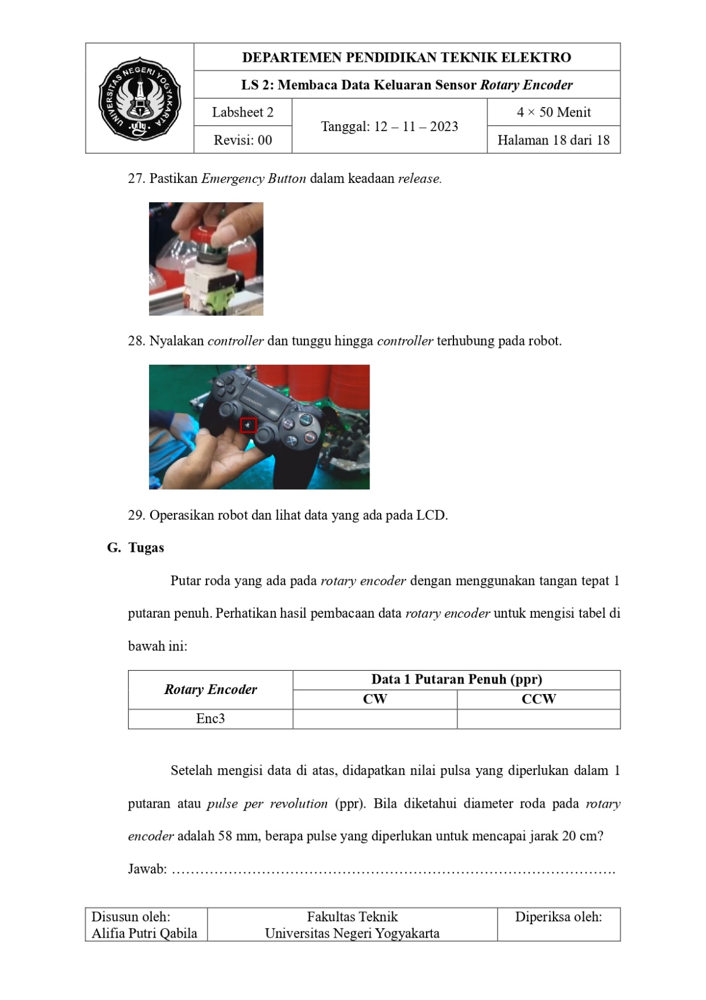 UNIVERSITAS NEGERI YOGYAKARTA
uny
DEPARTEMEN PENDIDIKAN TEKNIK ELEKTRO
LS 2: Membaca Data Keluaran Sensor Rotary Encoder
Labsheet 2
Tanggal: 12 – 11 – 2023
4 × 50 Menit
Revisi: 00
Halaman 18 dari 18
27. Pastikan Emergency Button dalam keadaan release.
28. Nyalakan controller dan tunggu hingga controller terhubung pada robot.
29. Operasikan robot dan lihat data yang ada pada LCD.
G. Tugas
Putar roda yang ada pada rotary encoder dengan menggunakan tangan tepat 1
putaran penuh. Perhatikan hasil pembacaan data rotary encoder untuk mengisi tabel di
bawah ini:
Rotary Encoder
Data 1 Putaran Penuh (ppr)
CW
CCW
Enc3
Setelah mengisi data di atas, didapatkan nilai pulsa yang diperlukan dalam 1
putaran atau pulse per revolution (ppr). Bila diketahui diameter roda pada rotary
encoder adalah 58 mm, berapa pulse yang diperlukan untuk mencapai jarak 20 cm?
Jawab: ……………………………………………………………………………….
Disusun oleh:
Alifia Putri Qabila
Fakultas Teknik
Universitas Negeri Yogyakarta
Diperiksa oleh: